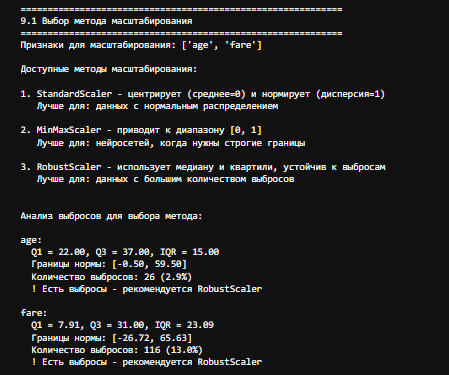 ============================================================
9.1 Выбор метода масштабирования
============================================================
Признаки для масштабирования: ['age', 'fare']
Доступные методы масштабирования:
1. StandardScaler - центрирует (среднее=0) и нормирует (дисперсия=1)
Лучше для: данных с нормальным распределением
2. MinMaxScaler - приводит к диапазону [0, 1]
Лучше для: нейросетей, когда нужны строгие границы
3. RobustScaler - использует медиану и квартили, устойчив к выбросам
Лучше для: данных с большим количеством выбросов
Анализ выбросов для выбора метода:
age:
Q1 = 22.00, Q3 = 37.00, IQR = 15.00
Границы нормы: [-0.50, 59.50]
Количество выбросов: 26 (2.9%)
! Есть выбросы - рекомендуется RobustScaler
fare:
Q1 = 7.91, Q3 = 31.00, IQR = 23.09
Границы нормы: [-26.72, 65.63]
Количество выбросов: 116 (13.0%)
! Есть выбросы - рекомендуется RobustScaler